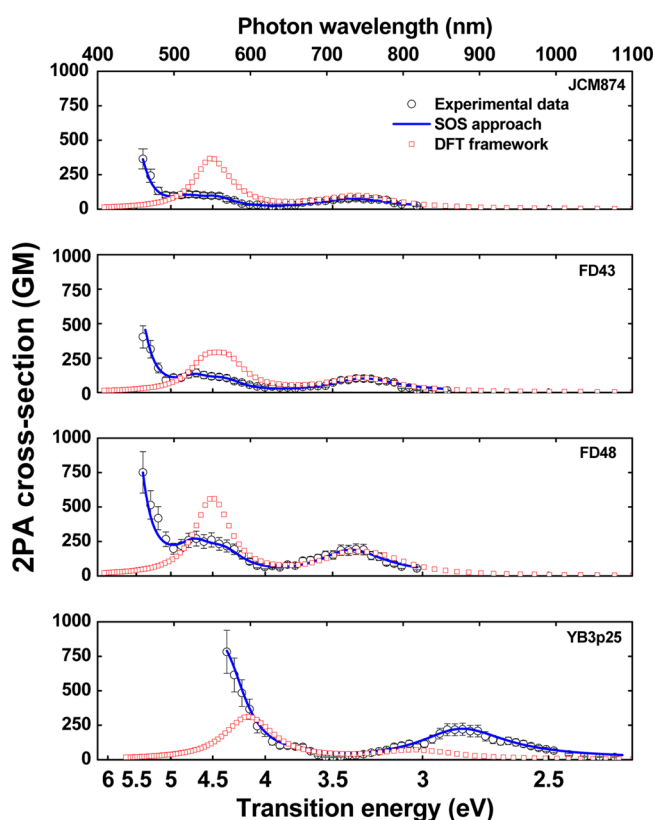 Photon wavelength (nm)
400 500 600 700 800 900 1000 1100
1000
750
500
250
0
JCM874
Experimental data
SOS approach
DFT framework
1000
750
500
250
0
FD43
1000
750
500
250
0
FD48
1000
750
500
250
0
YB3p25
2PA cross-section (GM)
6 5.5 5 4.5 4 3.5 3 2.5
Transition energy (eV)